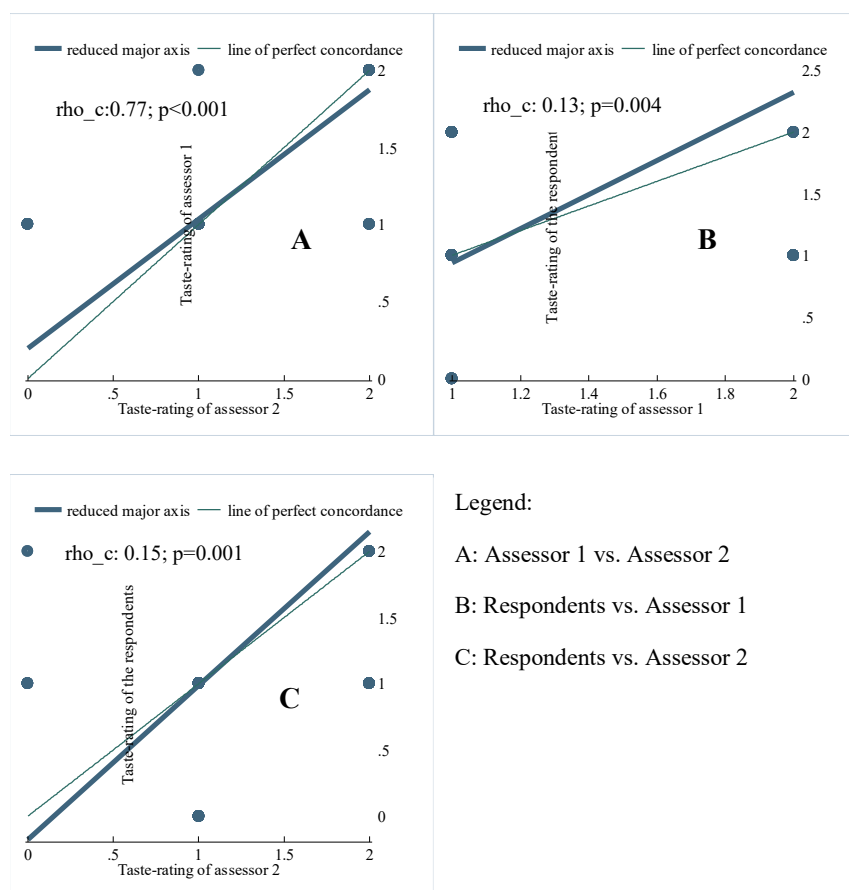 reduced major axis line of perfect concordance
rho_c:0.77; p<0.001
Taste-rating of assessor 1
A
2
1.5
1
.5
0
0 .5 1 1.5 2
Taste-rating of assessor 2
reduced major axis line of perfect concordance
rho_c: 0.13; p=0.004
Taste-rating of the respondent
B
2.5
2
1.5
1
.5
0
1 1.2 1.4 1.6 1.8 2
Taste-rating of assessor 1
reduced major axis line of perfect concordance
rho_c: 0.15; p=0.001
Taste-rating of the respondents
C
2
1.5
1
.5
0
0 .5 1 1.5 2
Taste-rating of assessor 2
Legend:
A: Assessor 1 vs. Assessor 2
B: Respondents vs. Assessor 1
C: Respondents vs. Assessor 2